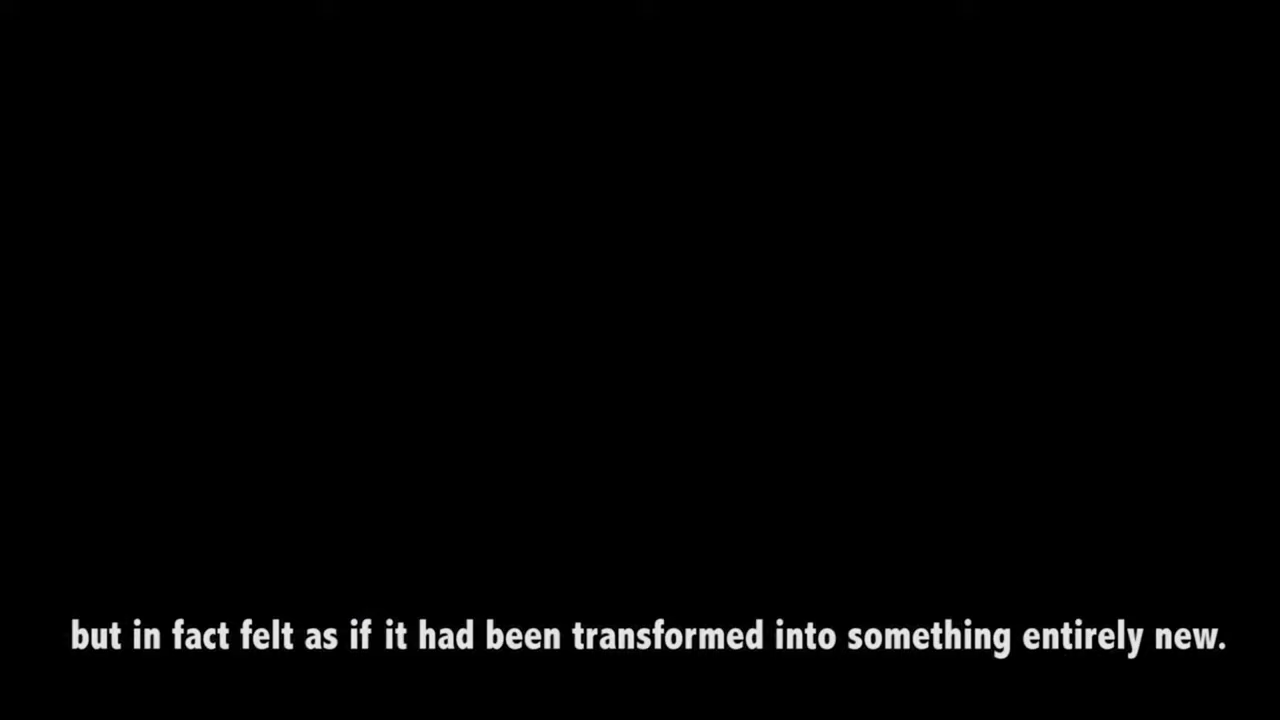 but in fact felt as if it had been transformed into something entirely new.